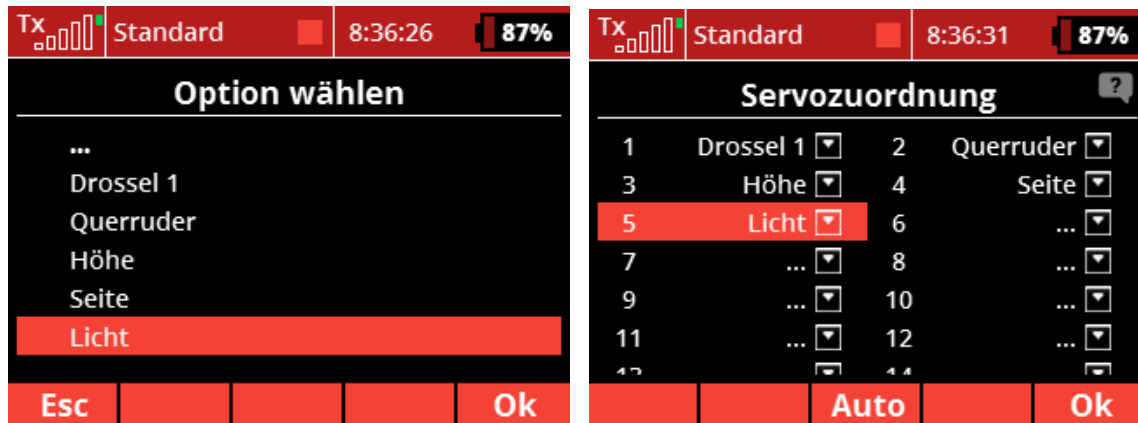 Tx Standard 8:36:26 87%
Option wählen
...
Drossel 1
Querruder
Höhe
Seite
Licht
Esc Ok
Tx Standard 8:36:31 87%
Servozuordnung ?
1 Drossel 1 2 Querruder
3 Höhe 4 Seite
5 Licht 6 ...
7 ... 8 ...
9 ... 10 ...
11 ... 12 ...
13 14
Auto Ok